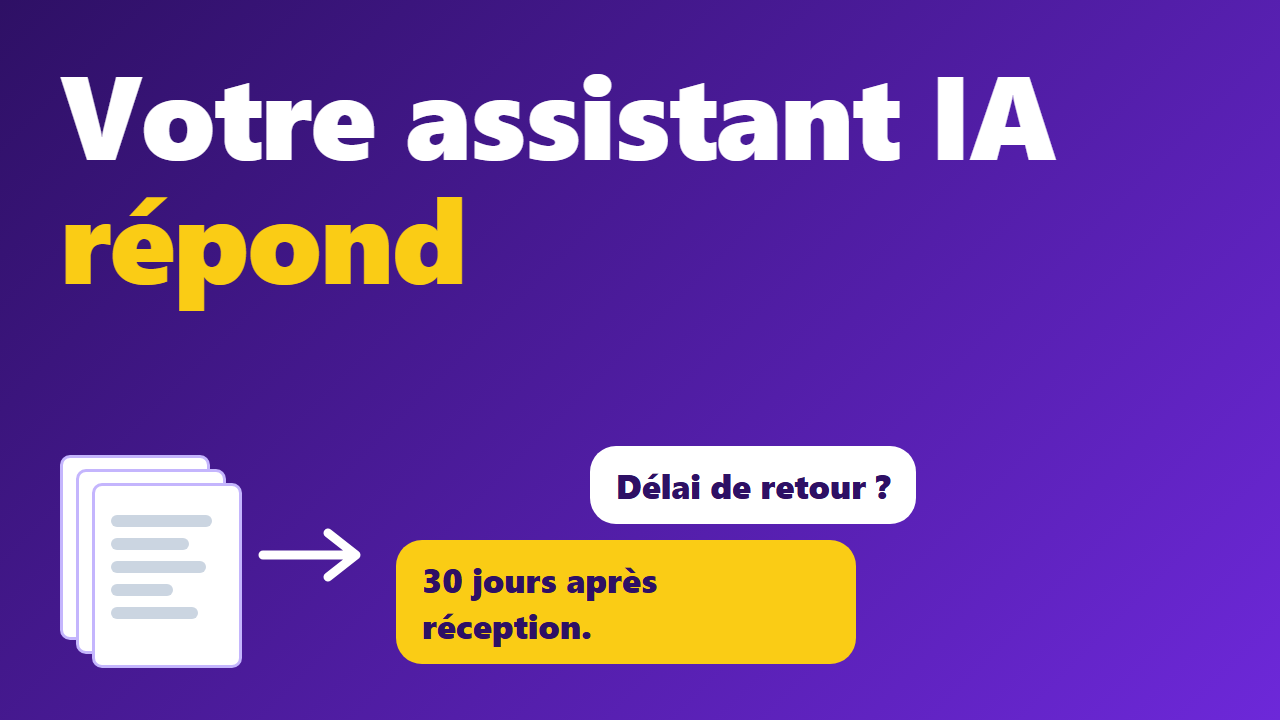 Votre assistant IA
répond
Délai de retour ?
30 jours après
réception.